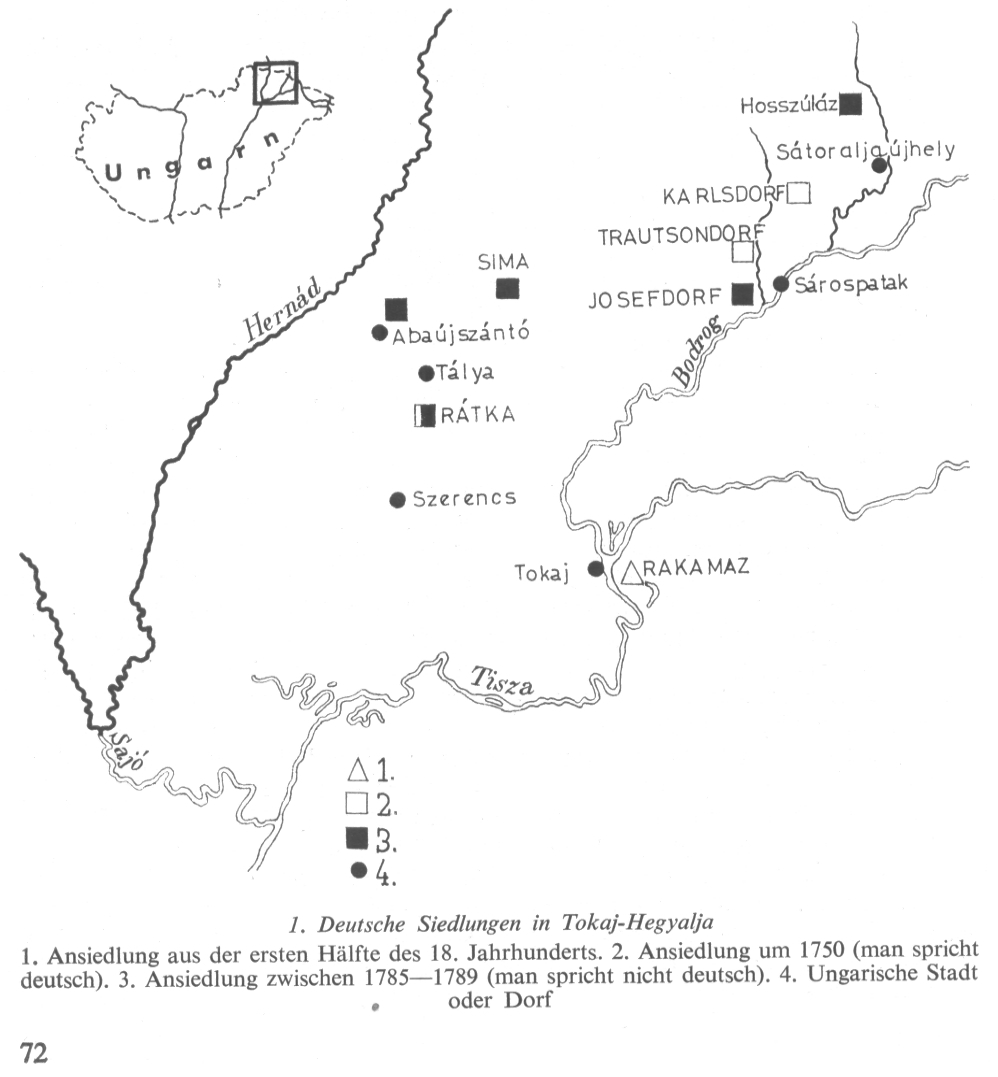 Ungarn
Hosszúláz
Sátoraljaújhely
KARLSDORF
TRAUTSONDORF
SIMA
Hernád
JOSEFDORF
Sárospatak
Abaújszántó
Bodrog
Tálya
RÁTKA
Szerencs
Tokaj
RAKAMAZ
Tisza
Sajó
1.
2.
3.
4.
1. Deutsche Siedlungen in Tokaj-Hegyalja
1. Ansiedlung aus der ersten Hälfte des 18. Jahrhunderts. 2. Ansiedlung um 1750 (man spricht
deutsch). 3. Ansiedlung zwischen 1785—1789 (man spricht nicht deutsch). 4. Ungarische Stadt
oder Dorf
72